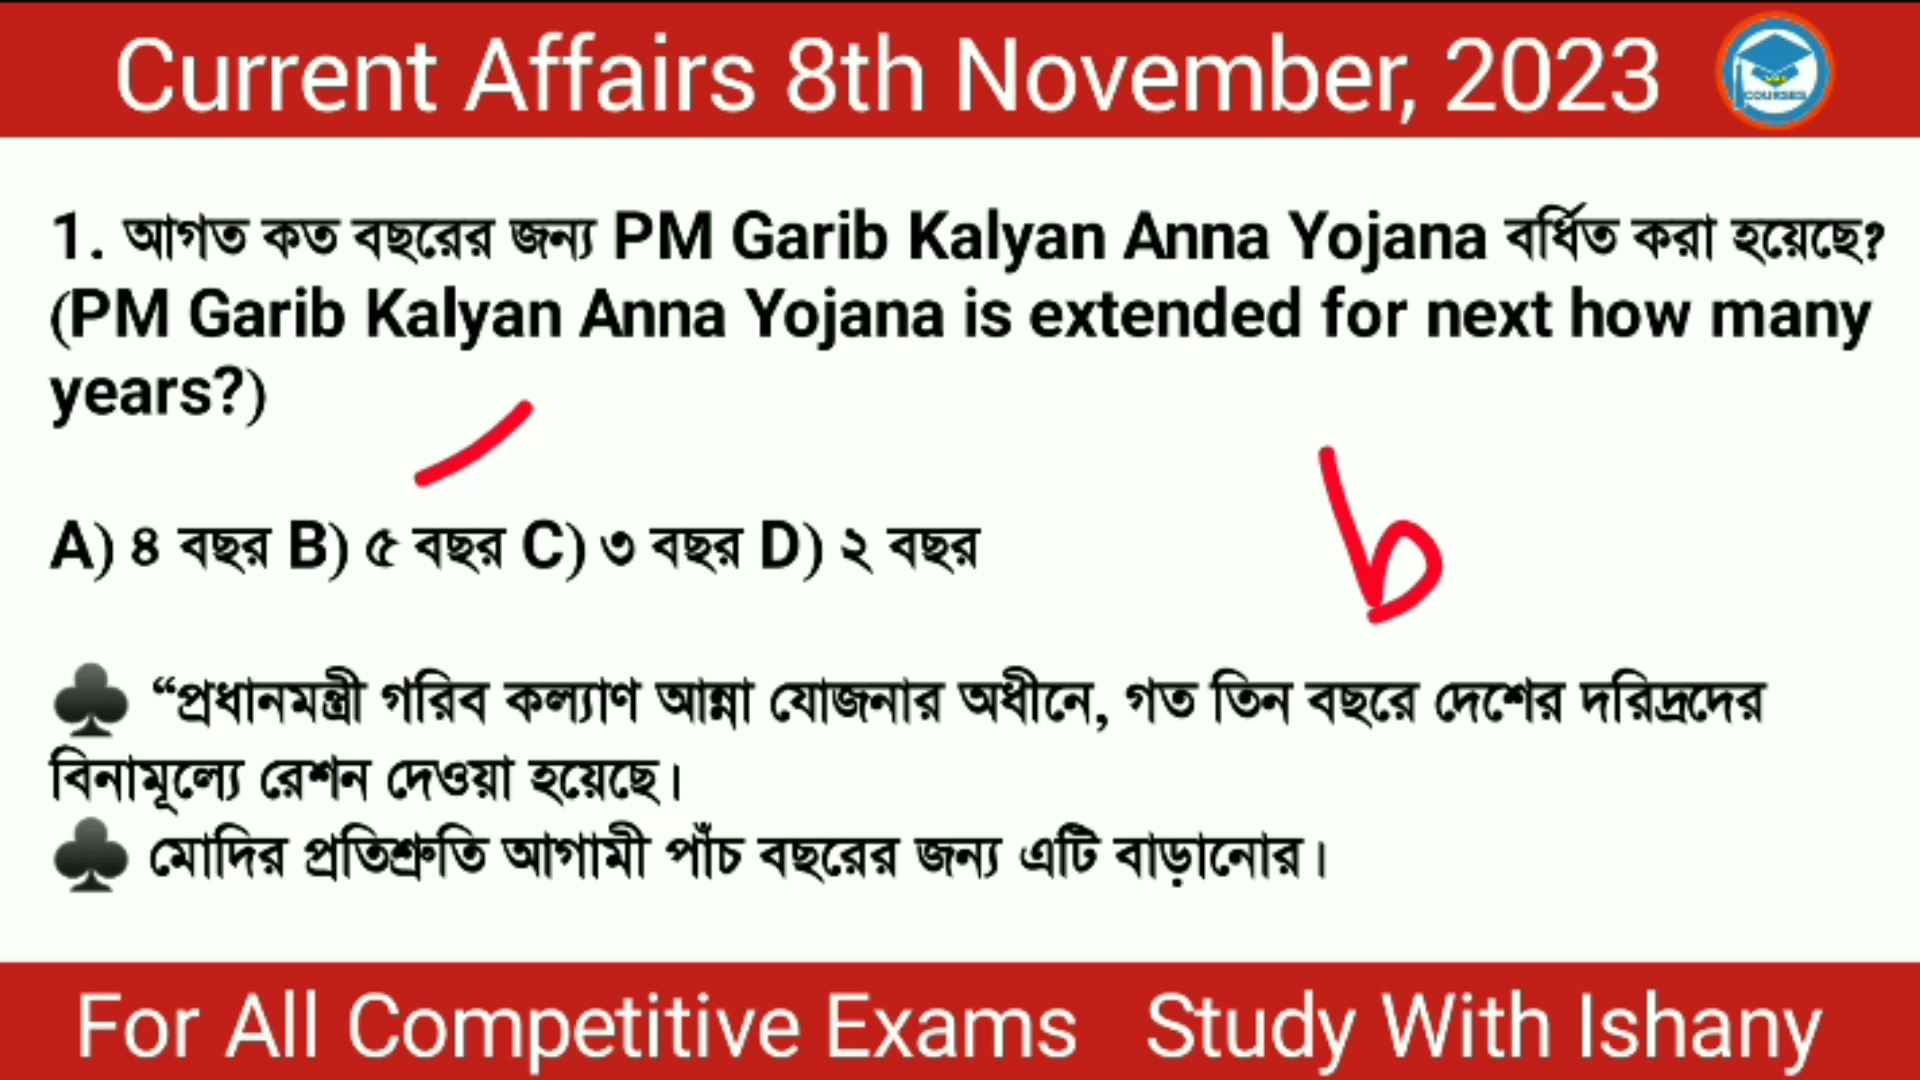 Current Affairs 8th November, 2023
COURSES
1. আগত কত বছরের জন্য PM Garib Kalyan Anna Yojana বর্ধিত করা হয়েছে?
(PM Garib Kalyan Anna Yojana is extended for next how many
years?)
b
A) ৪ বছর B) ৫ বছর C) ৩ বছর D) ২ বছর
♣ “প্রধানমন্ত্রী গরিব কল্যাণ আন্না যোজনার অধীনে, গত তিন বছরে দেশের দরিদ্রদের
বিনামূল্যে রেশন দেওয়া হয়েছে।
♣ মোদির প্রতিশ্রুতি আগামী পাঁচ বছরের জন্য এটি বাড়ানোর।
For All Competitive Exams Study With Ishany